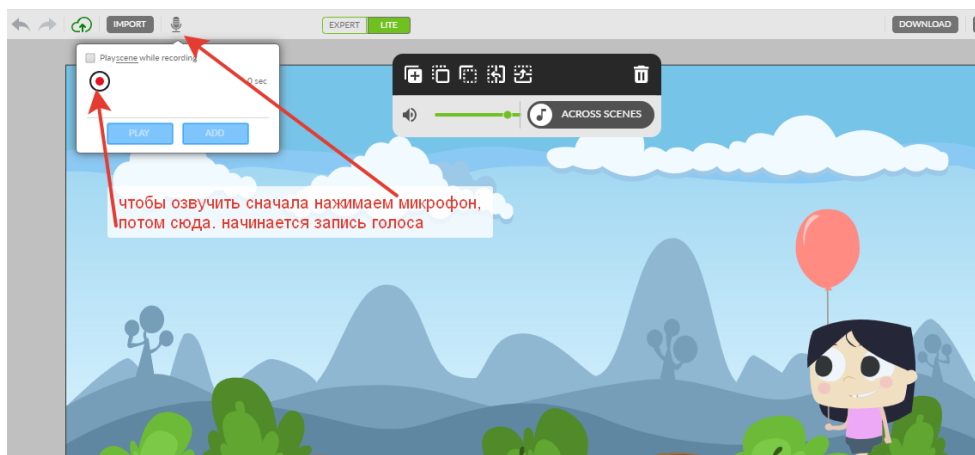 IMPORT
EXPERT LITE
DOWNLOAD
Play scene while recording
0 sec
PLAY ADD
ACROSS SCENES
чтобы озвучить сначала нажимаем микрофон,
потом сюда. начинается запись голоса